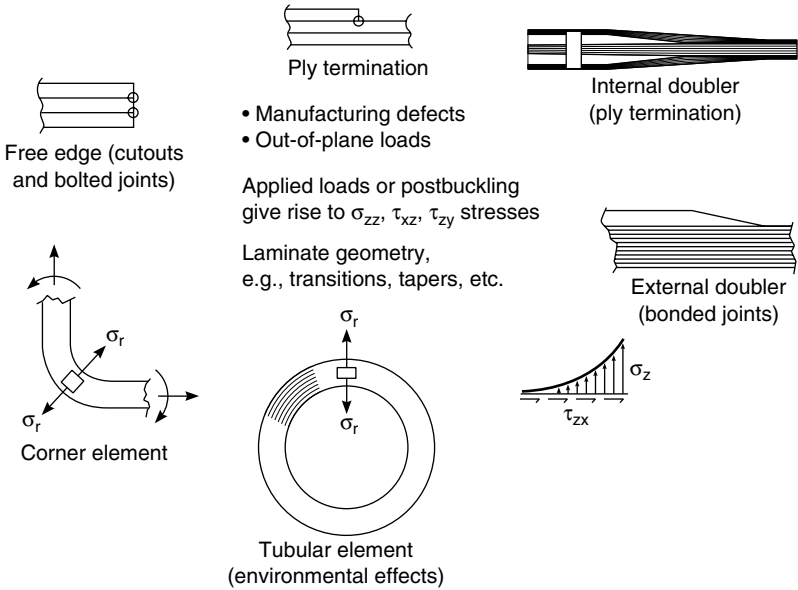 Ply termination
Internal doubler
(ply termination)
Free edge (cutouts
and bolted joints)
• Manufacturing defects
• Out-of-plane loads
Applied loads or postbuckling
give rise to σzz, τxz, τzy stresses
Laminate geometry,
e.g., transitions, tapers, etc.
External doubler
(bonded joints)
σr
σr
Corner element
σr
σr
Tubular element
(environmental effects)
σz
τzx